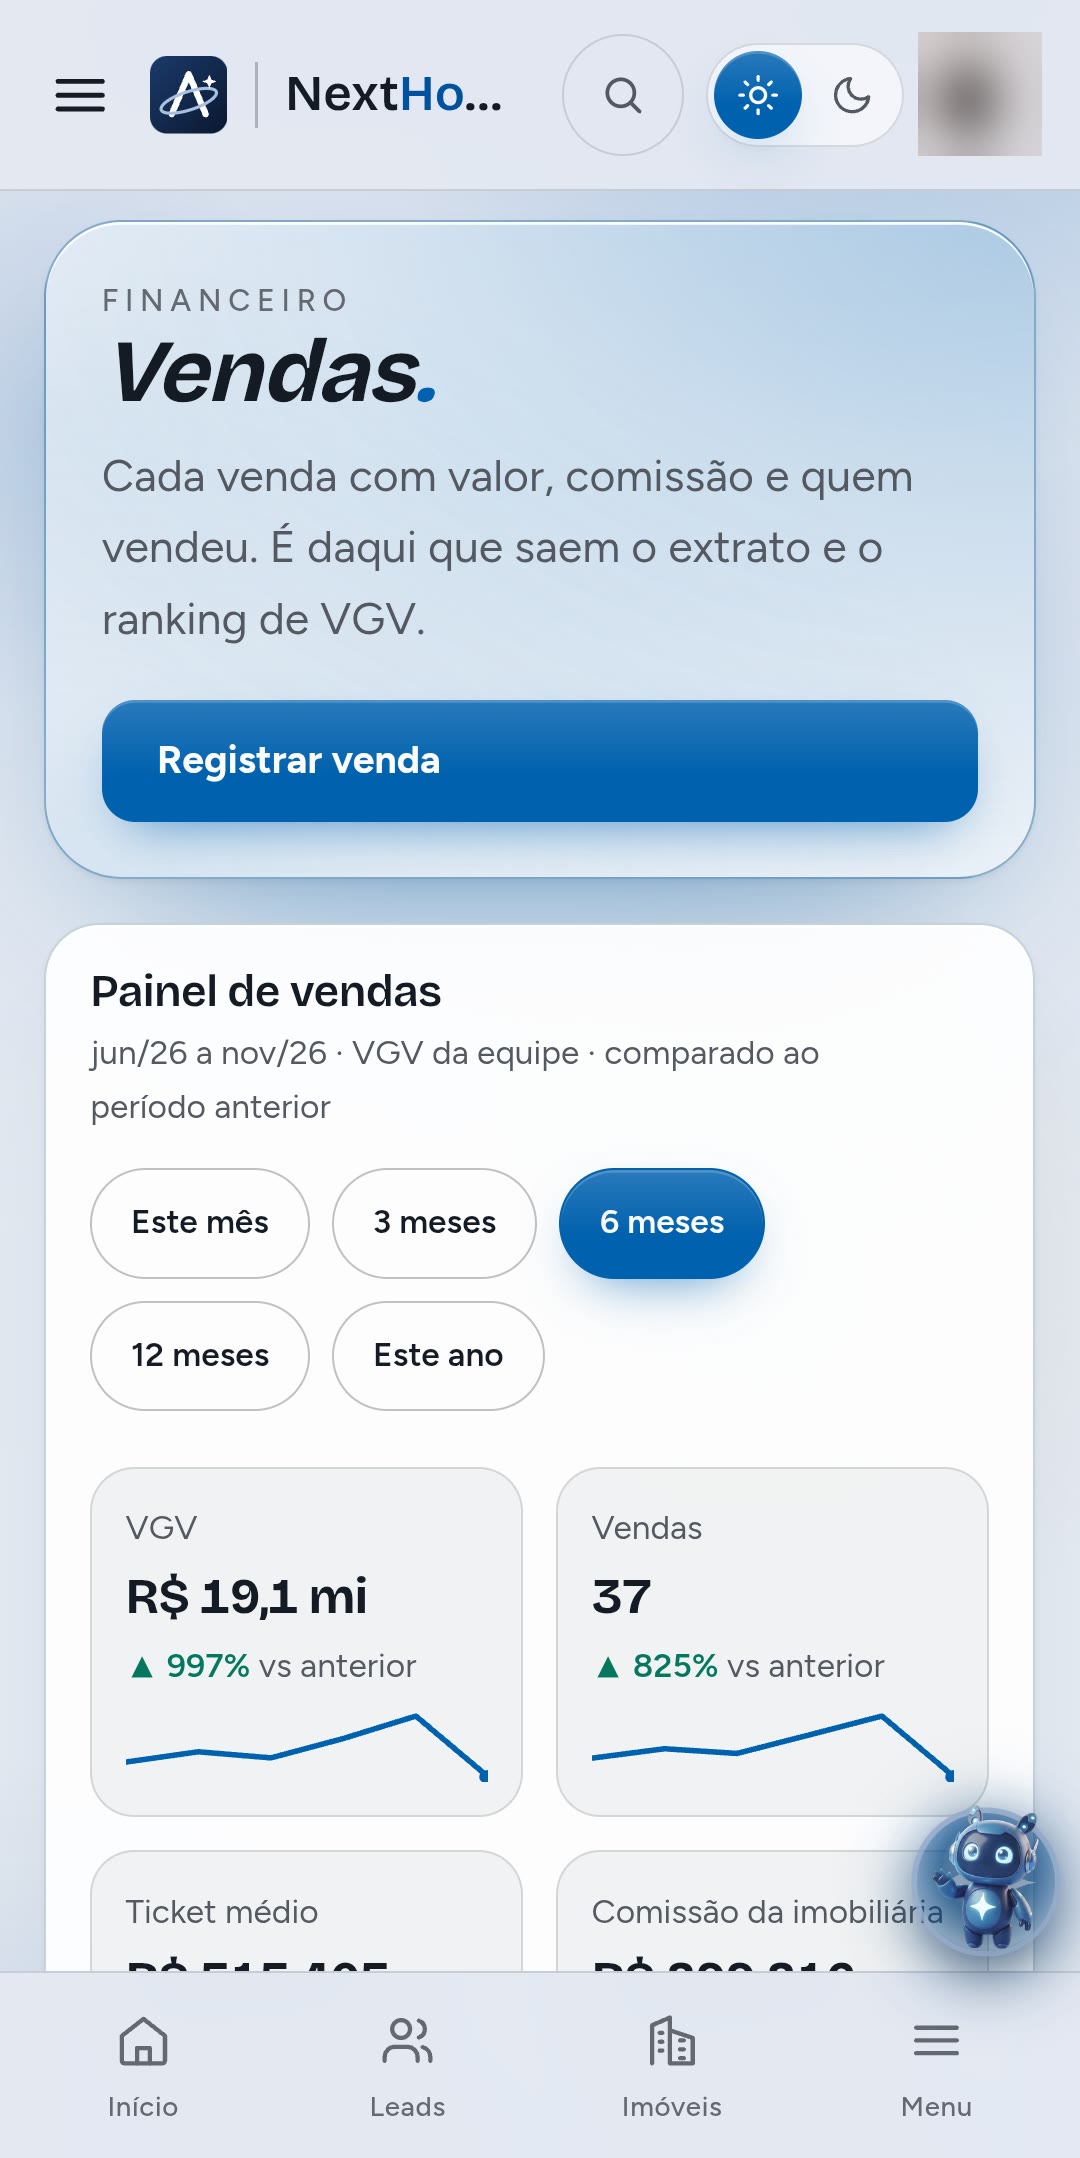 NextHo...
FINANCEIRO
Vendas.
Cada venda com valor, comissão e quem
vendeu. É daqui que saem o extrato e o
ranking de VGV.
Registrar venda
Painel de vendas
jun/26 a nov/26 · VGV da equipe · comparado ao
período anterior
Este mês
3 meses
6 meses
12 meses
Este ano
VGV
R$ 19,1 mi
▲ 997% vs anterior
Vendas
37
▲ 825% vs anterior
Ticket médio
Comissão da imobiliária
Início
Leads
Imóveis
Menu